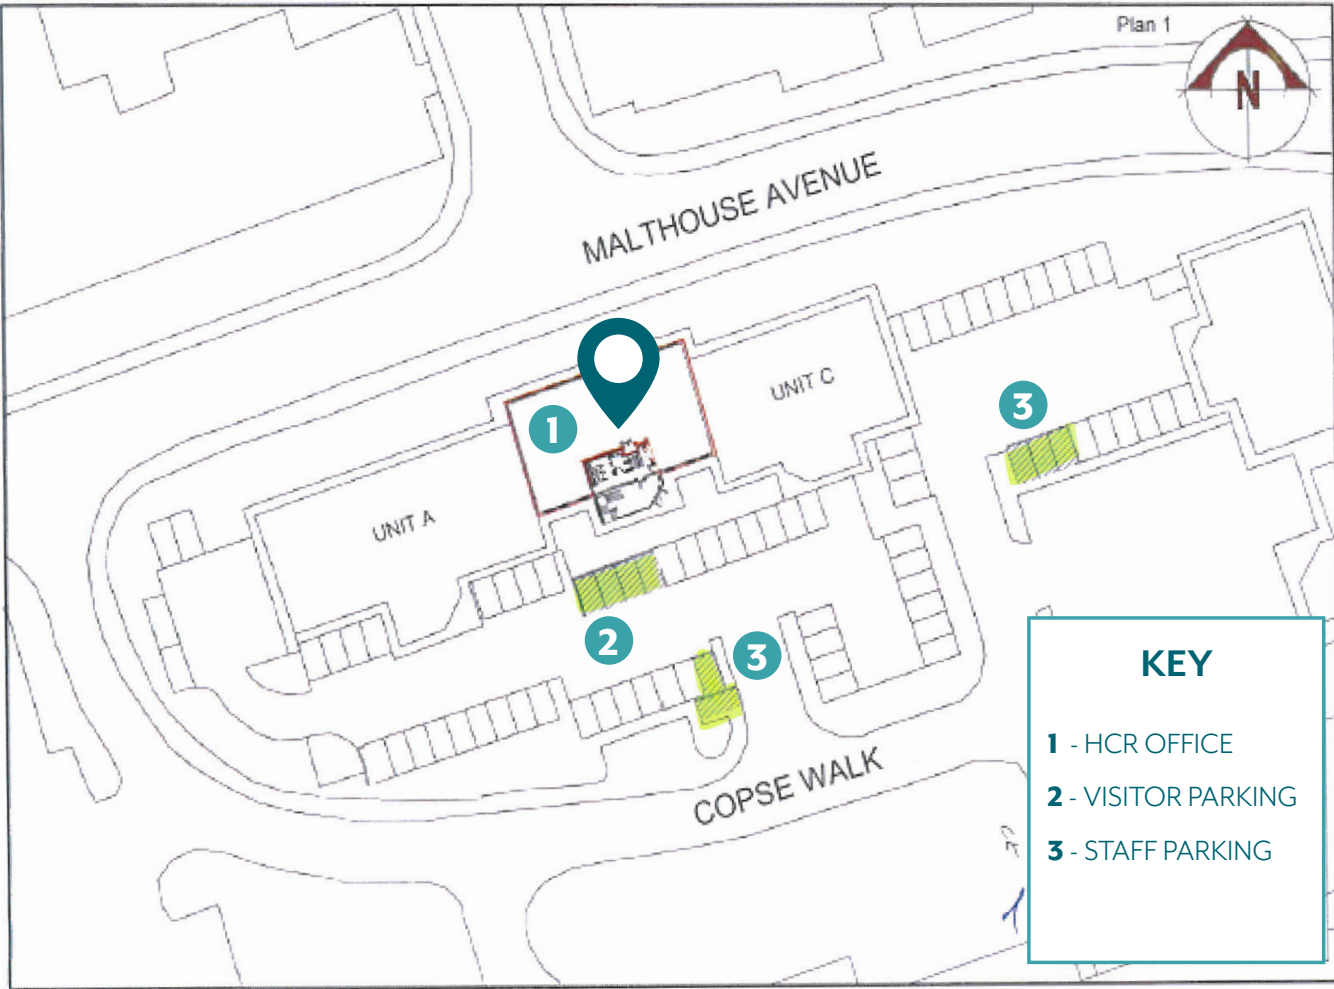 Plan 1
N
MALTHOUSE AVENUE
UNIT C
3
1
UNIT A
2
3
COPSE WALK
KEY
1 - HCR OFFICE
2 - VISITOR PARKING
3 - STAFF PARKING